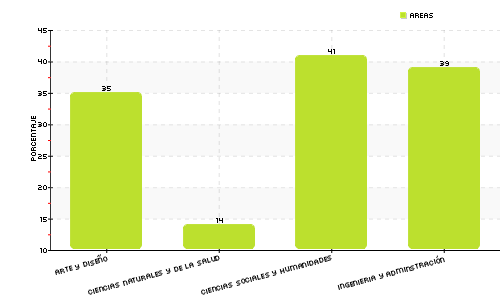 AREAS
PORCENTAJE
45
40
35
30
25
20
15
10
35
14
41
39
ARTE Y DISEÑO
CIENCIAS NATURALES Y DE LA SALUD
CIENCIAS SOCIALES Y HUMANIDADES
INGENIERIA Y ADMINSTRACIÓN